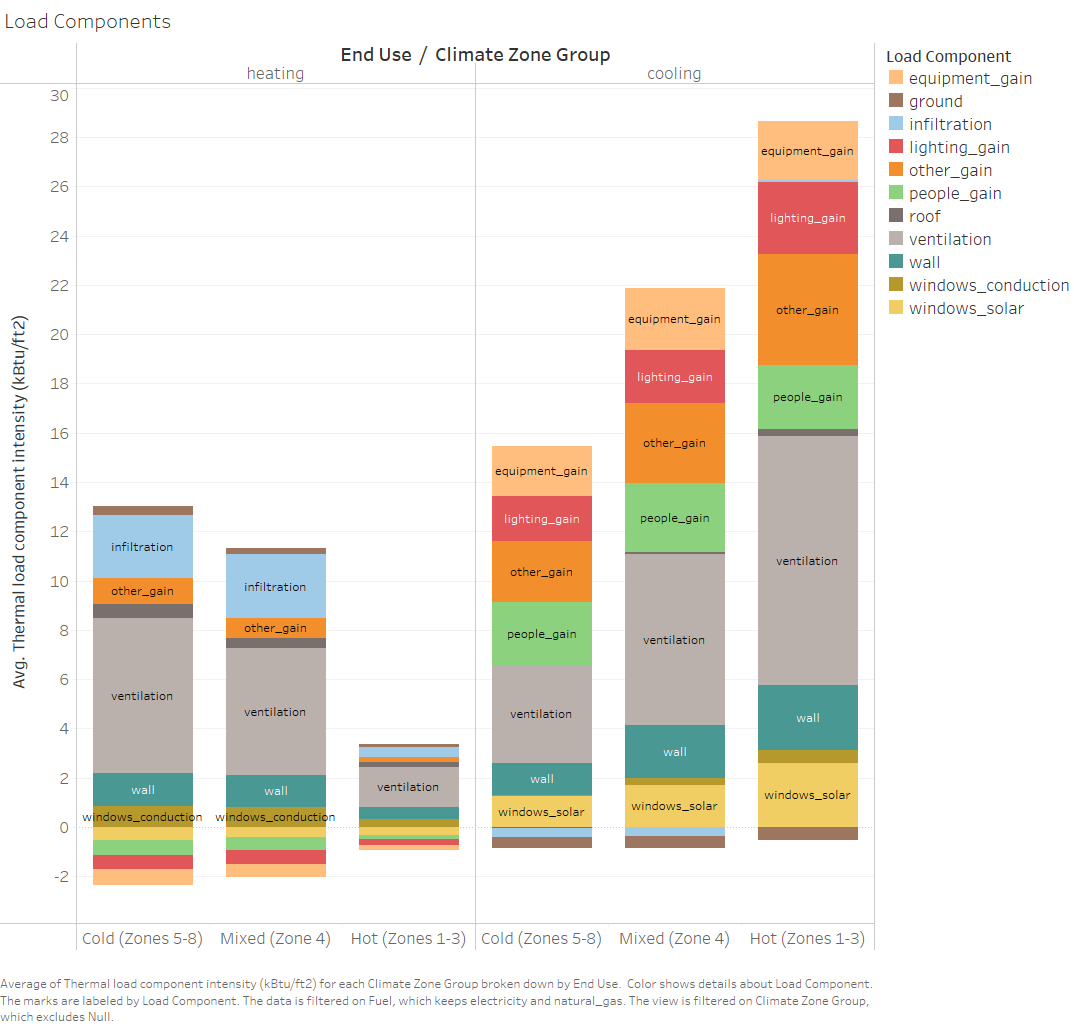 Load Components
End Use / Climate Zone Group
heating
cooling
Avg. Thermal load component intensity (kBtu/ft2)
30
28
26
24
22
20
18
16
14
12
10
8
6
4
2
0
-2
infiltration
other_gain
ventilation
wall
windows_conduction
infiltration
other_gain
ventilation
wall
windows_conduction
ventilation
equipment_gain
lighting_gain
other_gain
people_gain
ventilation
wall
windows_solar
equipment_gain
lighting_gain
other_gain
people_gain
ventilation
wall
windows_solar
equipment_gain
lighting_gain
other_gain
people_gain
ventilation
wall
windows_solar
Cold (Zones 5-8)
Mixed (Zone 4)
Hot (Zones 1-3)
Cold (Zones 5-8)
Mixed (Zone 4)
Hot (Zones 1-3)
Load Component
equipment_gain
ground
infiltration
lighting_gain
other_gain
people_gain
roof
ventilation
wall
windows_conduction
windows_solar
Average of Thermal load component intensity (kBtu/ft2) for each Climate Zone Group broken down by End Use. Color shows details about Load Component.
The marks are labeled by Load Component. The data is filtered on Fuel, which keeps electricity and natural_gas. The view is filtered on Climate Zone Group,
which excludes Null.